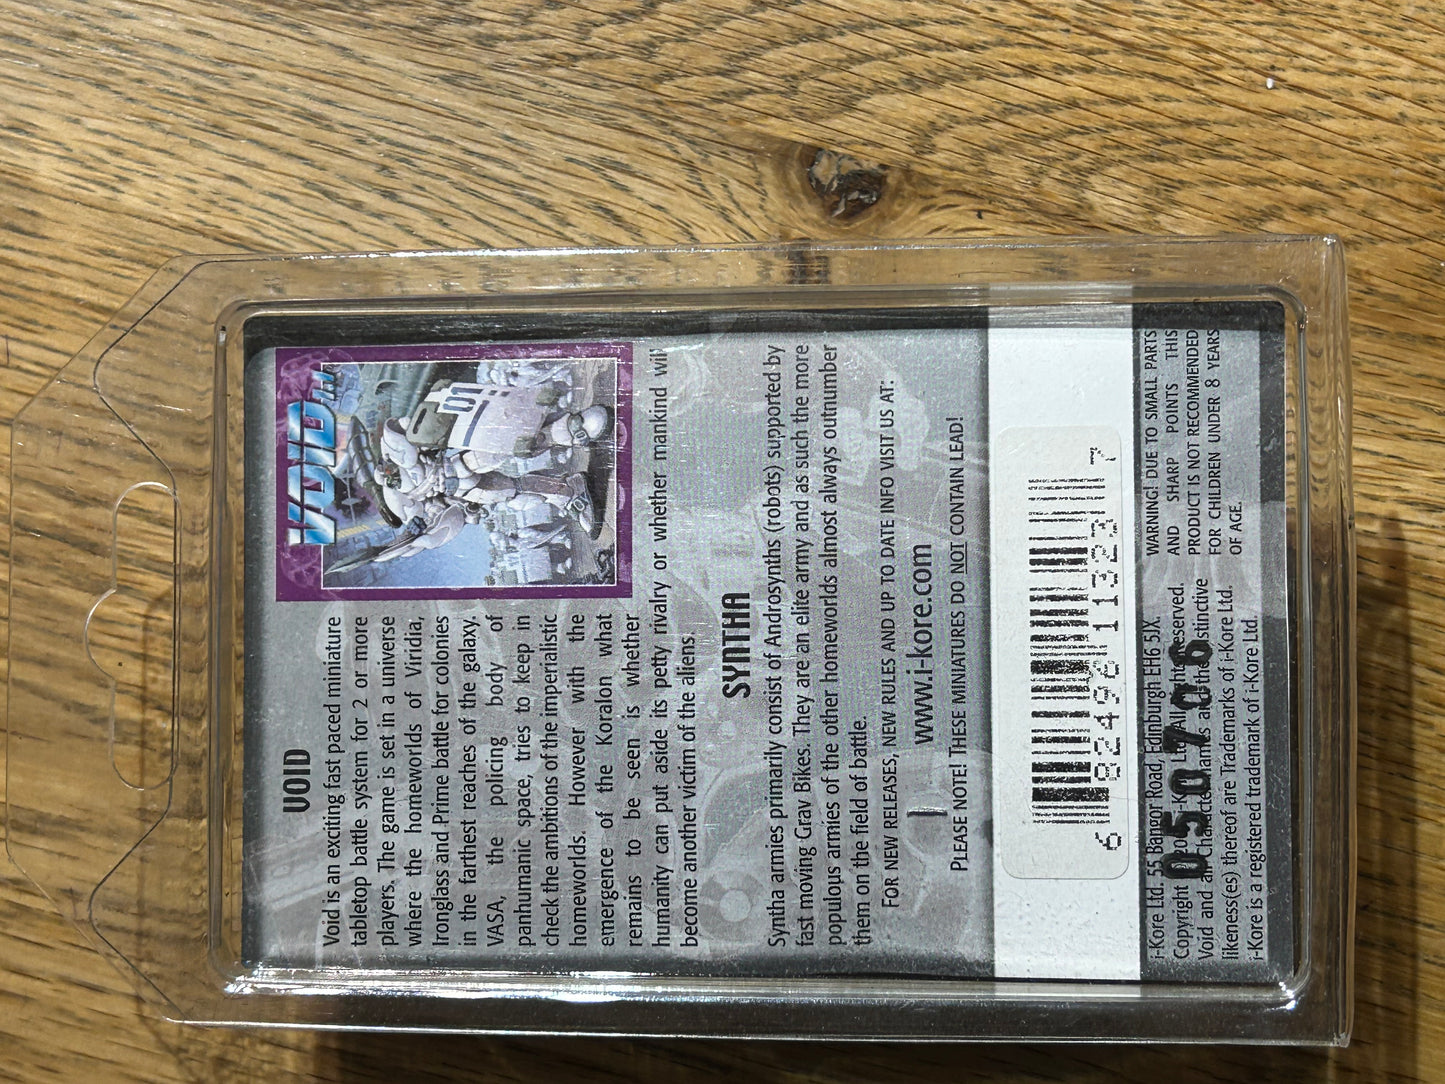 VOID
Void is an exciting fast paced miniature
tabletop battle system for 2 or more
players. The game is set in a universe
where the homeworlds of Viridia,
Ironglass and Prime battle for colonies
in the farthest reaches of the galaxy.
VASA, the policing body of
panhumanic space, tries to keep in
check the ambitions of the imperialistic
homeworlds. However with the
emergence of the Koralon what
remains to be seen is whether
humanity can put aside its petty rivalry or whether mankind will
become another victim of the aliens.
VOID
01
SYNTHA
Syntha armies primarily consist of Androsynths (robots) supported by
fast moving Grav Bikes. They are an elite army and as such the more
populous armies of the other homeworlds almost always outnumber
them on the field of battle.
FOR NEW RELEASES, NEW RULES AND UP TO DATE INFO VISIT US AT:
www.i-kore.com
PLEASE NOTE! THESE MINIATURES DO NOT CONTAIN LEAD!
6 82496 11323 7
i-Kore Ltd. 55 Bangor Road, Edinburgh EH6 5JX.
Copyright Ltd. All reserved.
Void and all Character names and the distinctive
likeness(es) thereof are Trademarks of i-Kore Ltd.
i-Kore is a registered trademark of i-Kore Ltd.
050706
WARNING! DUE TO SMALL PARTS
AND SHARP POINTS THIS
PRODUCT IS NOT RECOMMENDED
FOR CHILDREN UNDER 8 YEARS
OF AGE.